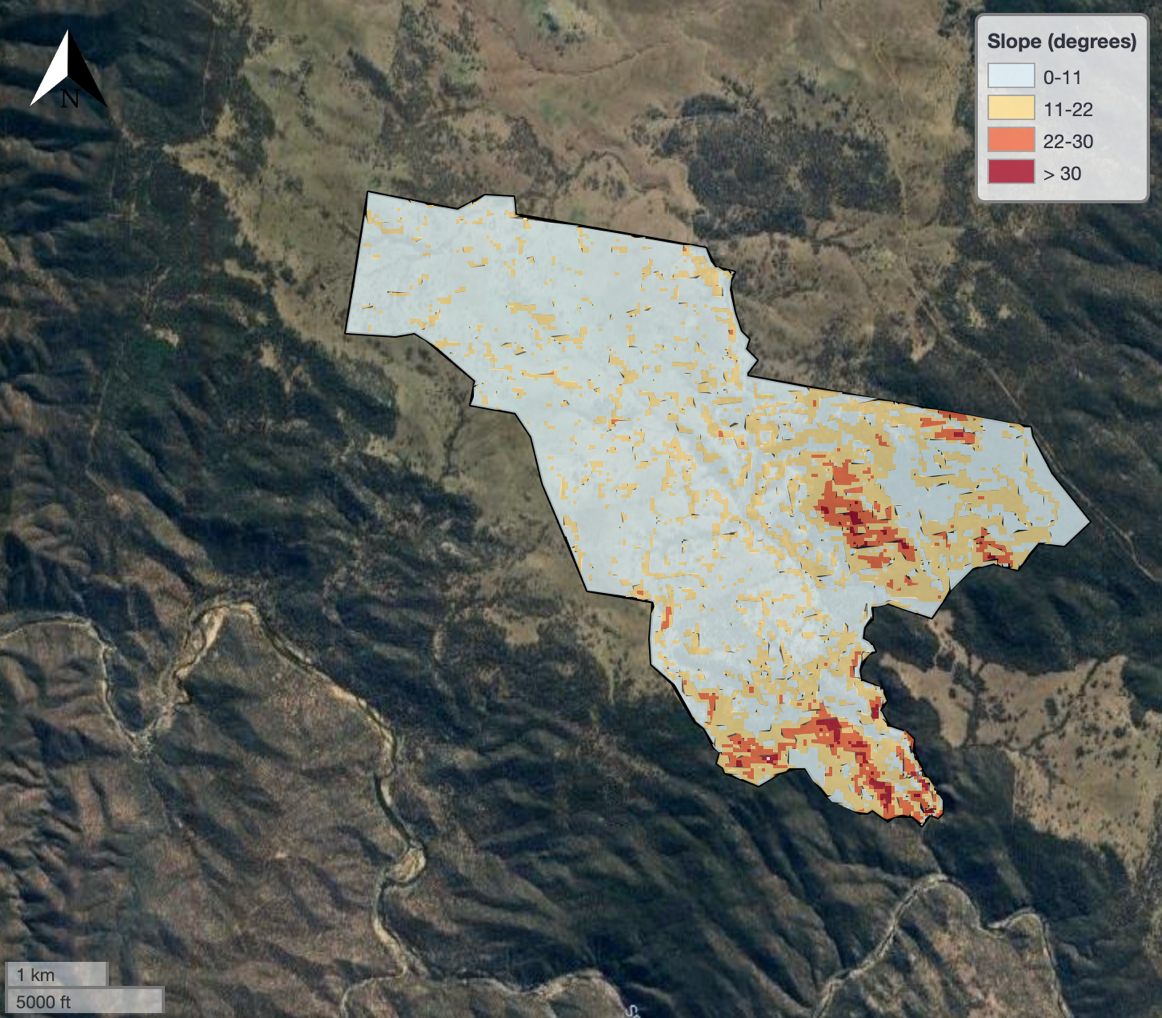 N
Slope (degrees)
0-11
11-22
22-30
> 30
1 km
5000 ft